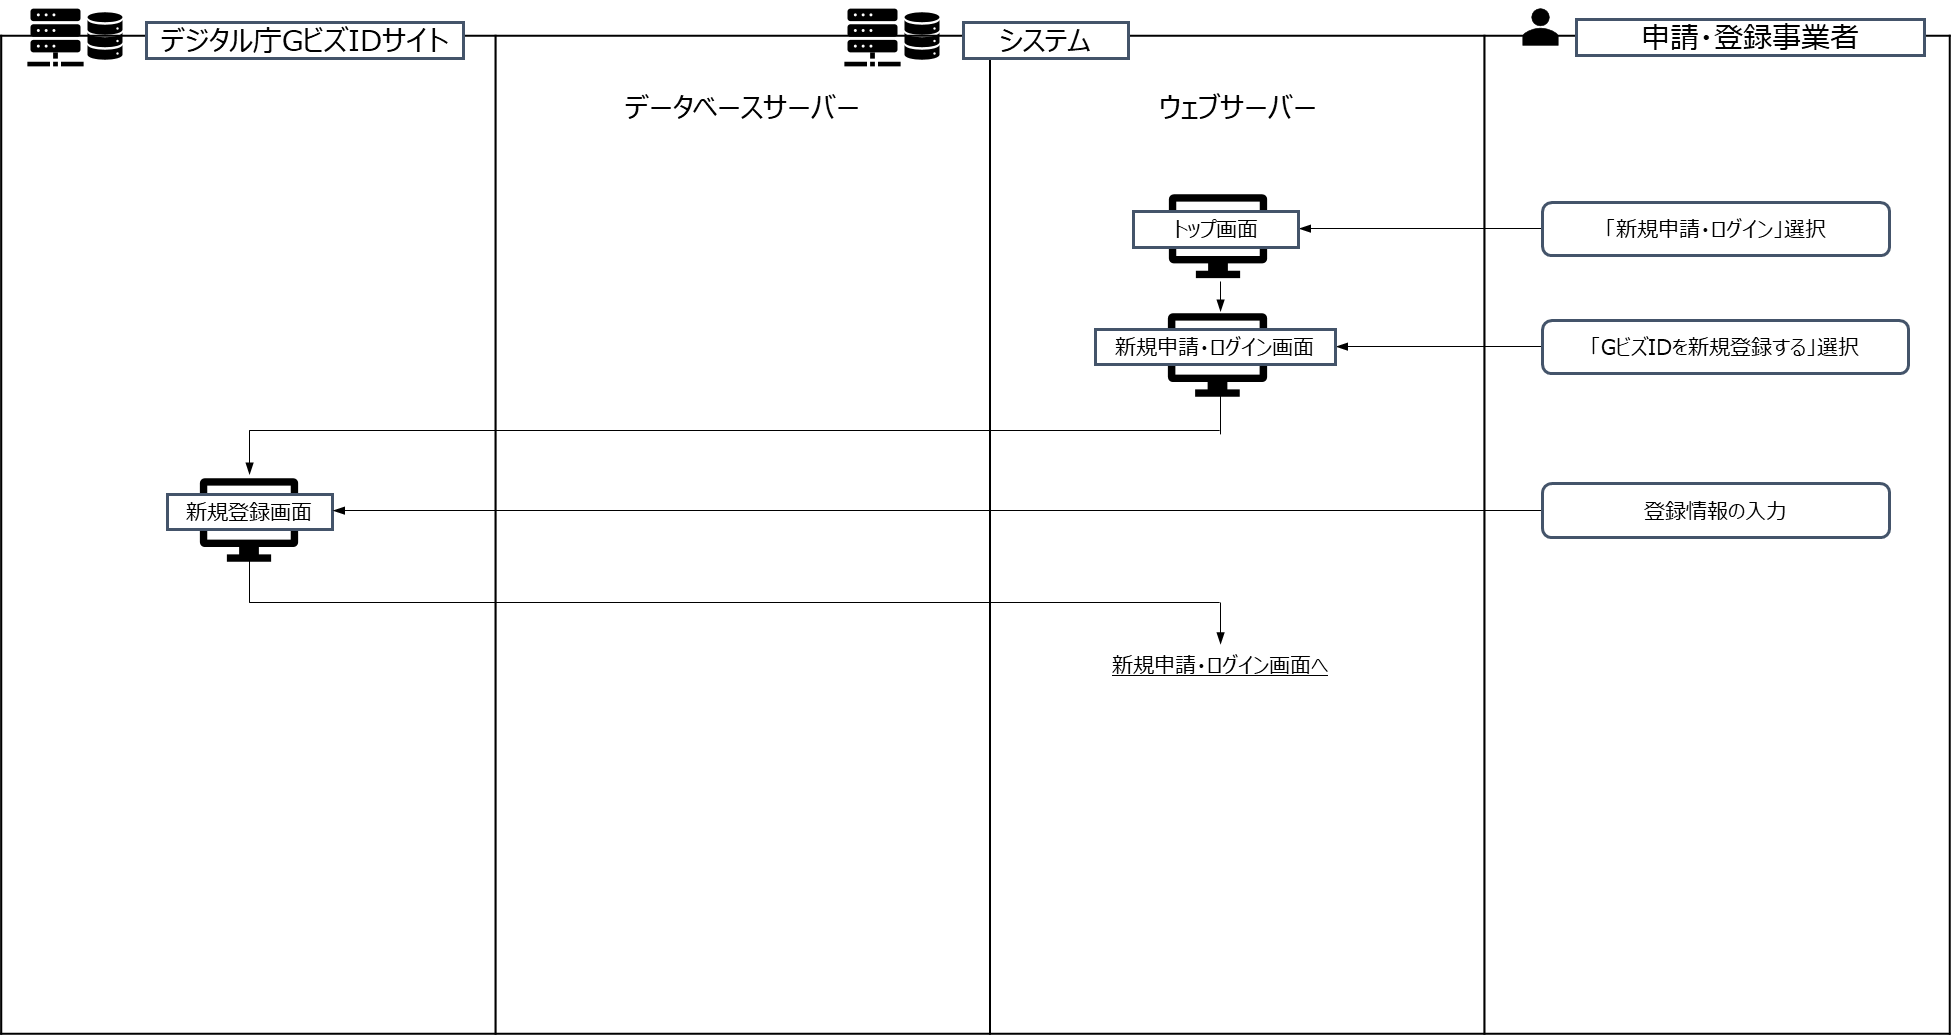 デジタル庁GビズIDサイト
システム
申請・登録事業者
データベースサーバー
ウェブサーバー
トップ画面
「新規申請・ログイン」選択
新規申請・ログイン画面
「GビズIDを新規登録する」選択
新規登録画面
登録情報の入力
新規申請・ログイン画面へ